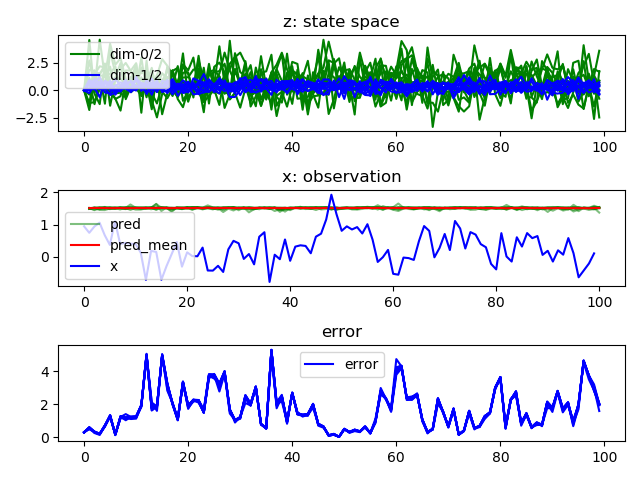 z: state space
dim-0/2
dim-1/2
2.5
0.0
−2.5
0 20 40 60 80 100
x: observation
pred
pred_mean
x
2
1
0
0 20 40 60 80 100
error
error
4
2
0
0 20 40 60 80 100